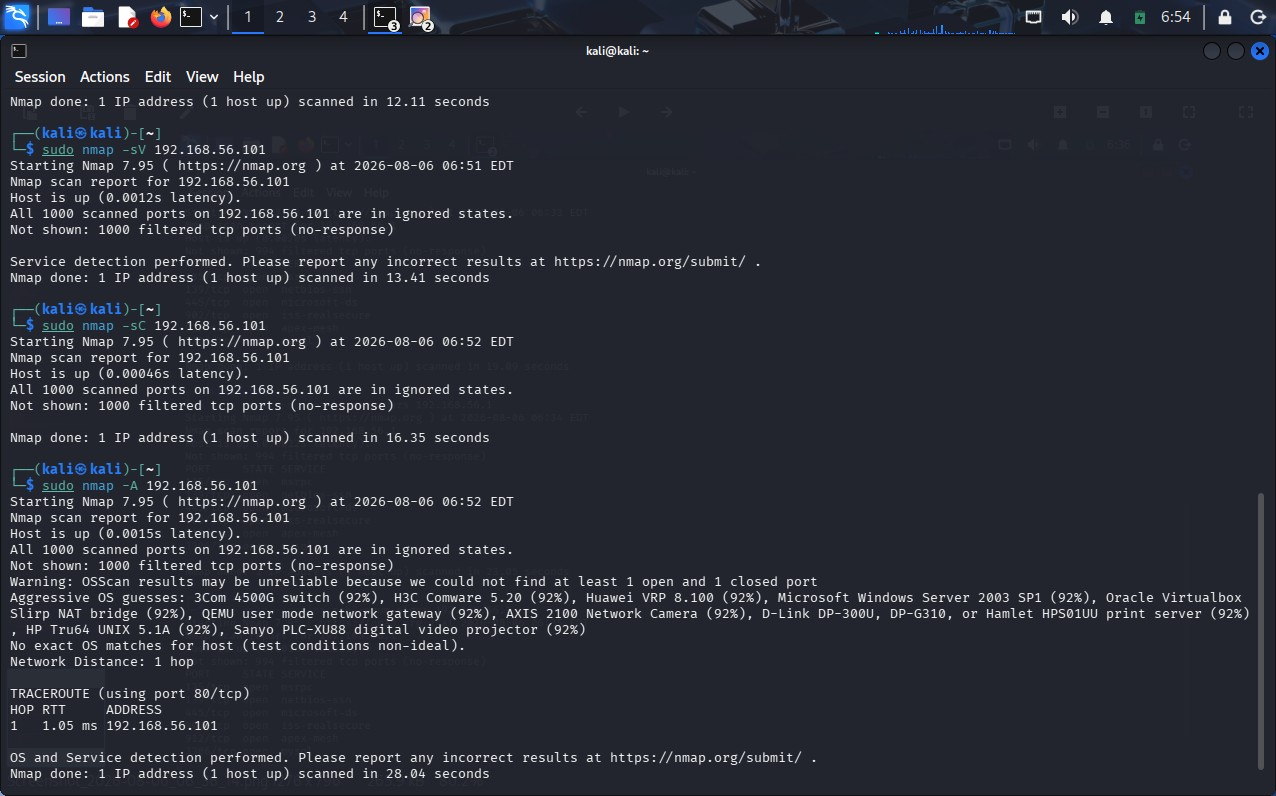 1 2 3 4 3 2 6:54
kali@kali: ~
Session Actions Edit View Help
Nmap done: 1 IP address (1 host up) scanned in 12.11 seconds
┌──(kali㉿kali)-[~]
└─$ sudo nmap -sV 192.168.56.101
Starting Nmap 7.95 ( https://nmap.org ) at 2026-08-06 06:51 EDT
Nmap scan report for 192.168.56.101
Host is up (0.0012s latency).
All 1000 scanned ports on 192.168.56.101 are in ignored states.
Not shown: 1000 filtered tcp ports (no-response)
Service detection performed. Please report any incorrect results at https://nmap.org/submit/ .
Nmap done: 1 IP address (1 host up) scanned in 13.41 seconds
┌──(kali㉿kali)-[~]
└─$ sudo nmap -sC 192.168.56.101
Starting Nmap 7.95 ( https://nmap.org ) at 2026-08-06 06:52 EDT
Nmap scan report for 192.168.56.101
Host is up (0.00046s latency).
All 1000 scanned ports on 192.168.56.101 are in ignored states.
Not shown: 1000 filtered tcp ports (no-response)
Nmap done: 1 IP address (1 host up) scanned in 16.35 seconds
┌──(kali㉿kali)-[~]
└─$ sudo nmap -A 192.168.56.101
Starting Nmap 7.95 ( https://nmap.org ) at 2026-08-06 06:52 EDT
Nmap scan report for 192.168.56.101
Host is up (0.0015s latency).
All 1000 scanned ports on 192.168.56.101 are in ignored states.
Not shown: 1000 filtered tcp ports (no-response)
Warning: OSScan results may be unreliable because we could not find at least 1 open and 1 closed port
Aggressive OS guesses: 3Com 4500G switch (92%), H3C Comware 5.20 (92%), Huawei VRP 8.100 (92%), Microsoft Windows Server 2003 SP1 (92%), Oracle Virtualbox
Slirp NAT bridge (92%), QEMU user mode network gateway (92%), AXIS 2100 Network Camera (92%), D-Link DP-300U, DP-G310, or Hamlet HPS01UU print server (92%)
, HP Tru64 UNIX 5.1A (92%), Sanyo PLC-XU88 digital video projector (92%)
No exact OS matches for host (test conditions non-ideal).
Network Distance: 1 hop
TRACEROUTE (using port 80/tcp)
HOP RTT     ADDRESS
1   1.05 ms 192.168.56.101
OS and Service detection performed. Please report any incorrect results at https://nmap.org/submit/ .
Nmap done: 1 IP address (1 host up) scanned in 28.04 seconds